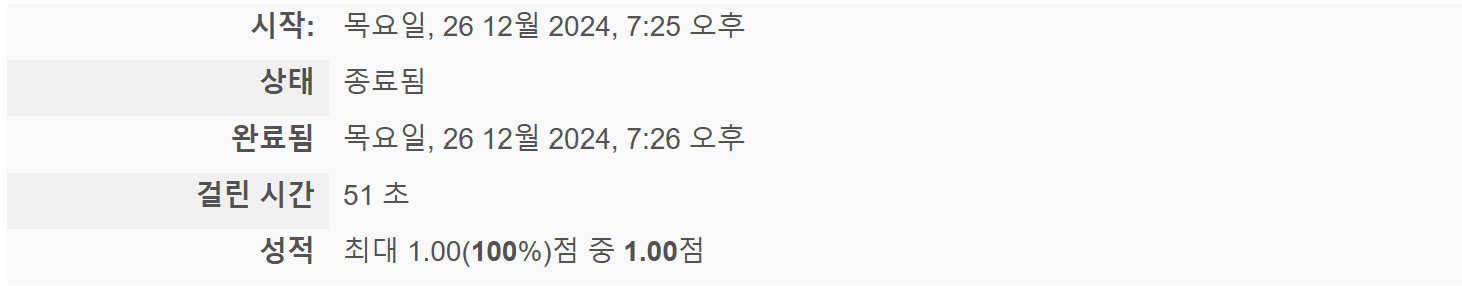 시작: 목요일, 26 12월 2024, 7:25 오후
상태 종료됨
완료됨 목요일, 26 12월 2024, 7:26 오후
걸린 시간 51 초
성적 최대 1.00(100%)점 중 1.00점